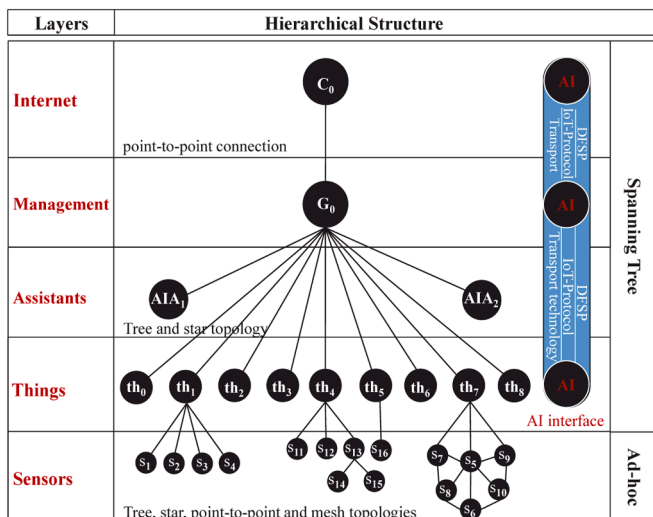 Layers Hierarchical Structure
Internet
C0
AI
point-to-point connection
DFSP
IoT-Protocol
Transport
Management
G0
AI
Spanning Tree
Assistants
AIA1
AIA2
Tree and star topology
DFSP
IoT-Protocol
Transport technology
Things
th0 th1 th2 th3 th4 th5 th6 th7 th8
AI
AI interface
Sensors
S1 S2 S3 S4
S11 S12 S13 S16
S14 S15
S7 S5 S9
S8 S10
S6
Ad-hoc
Tree, star, point-to-point and mesh topologies